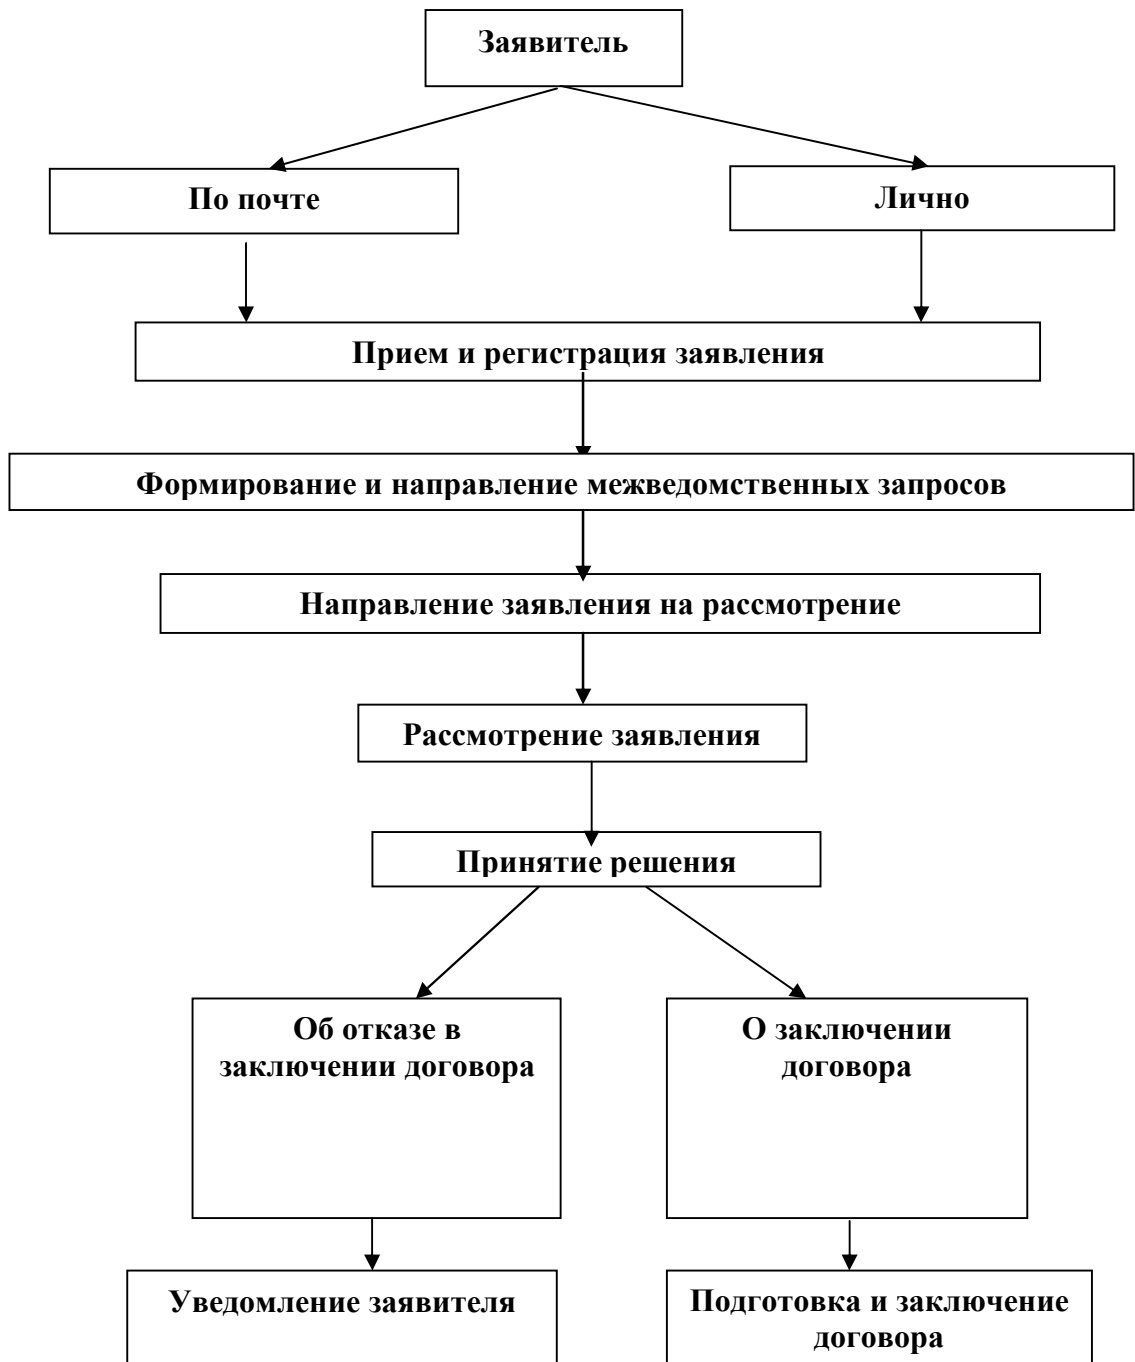 Заявитель
По почте
Лично
Прием и регистрация заявления
Формирование и направление межведомственных запросов
Направление заявления на рассмотрение
Рассмотрение заявления
Принятие решения
Об отказе в
заключении договора
О заключении
договора
Уведомление заявителя
Подготовка и заключение
договора